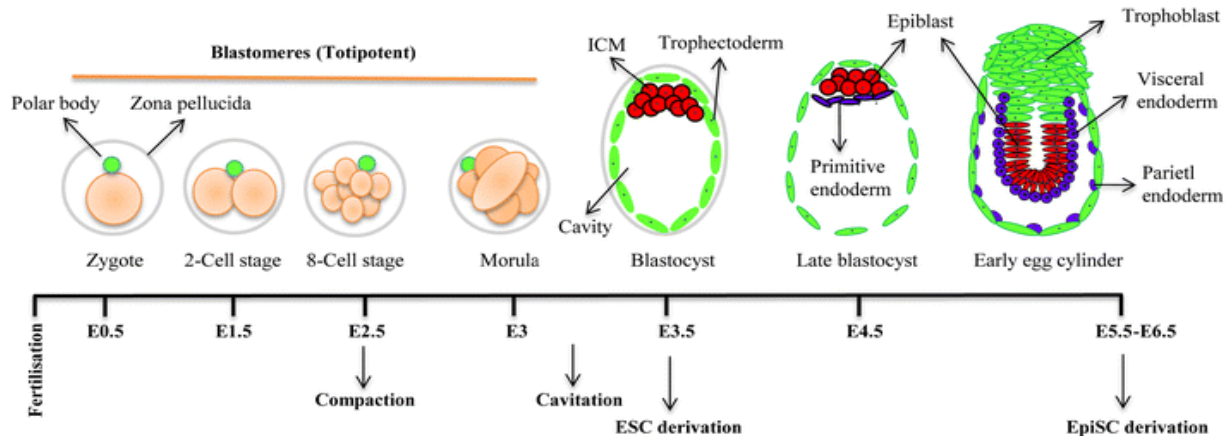 Blastomeres (Totipotent)
Polar body
Zona pellucida
ICM
Trophectoderm
Epiblast
Trophoblast
Visceral
endoderm
Primitive
endoderm
Parietl
endoderm
Cavity
Zygote
2-Cell stage
8-Cell stage
Morula
Blastocyst
Late blastocyst
Early egg cylinder
Fertilisation
E0.5
E1.5
E2.5
E3
E3.5
E4.5
E5.5-E6.5
Compaction
Cavitation
ESC derivation
EpiSC derivation